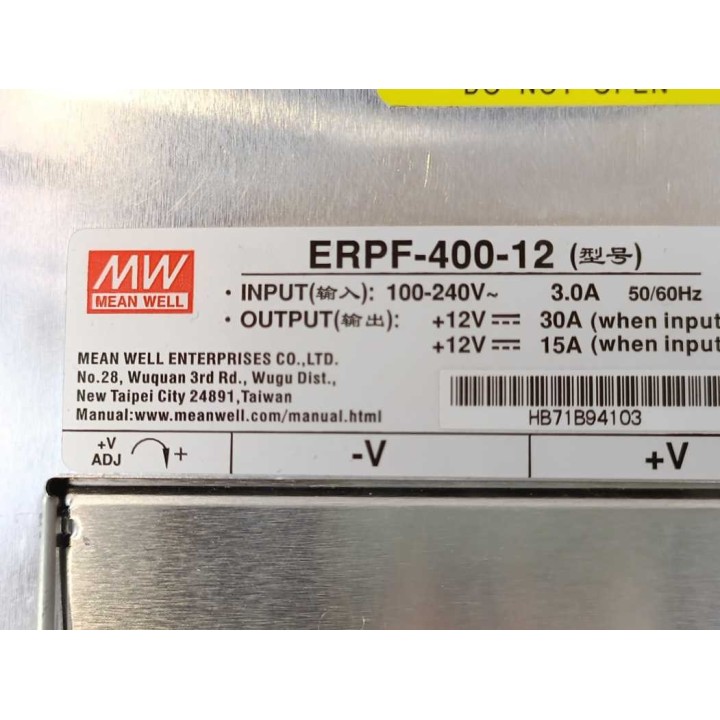 DO NOT OPEN
MW
MEAN WELL
ERPF-400-12 (型号)
· INPUT(输入): 100-240V~ 3.0A 50/60Hz
· OUTPUT(输出): +12V⎓ 30A (when input
+12V⎓ 15A (when input
MEAN WELL ENTERPRISES CO.,LTD.
No.28, Wuquan 3rd Rd., Wugu Dist.,
New Taipei City 24891,Taiwan
Manual:www.meanwell.com/manual.html
HB71B94103
+V
ADJ +
-V
+V